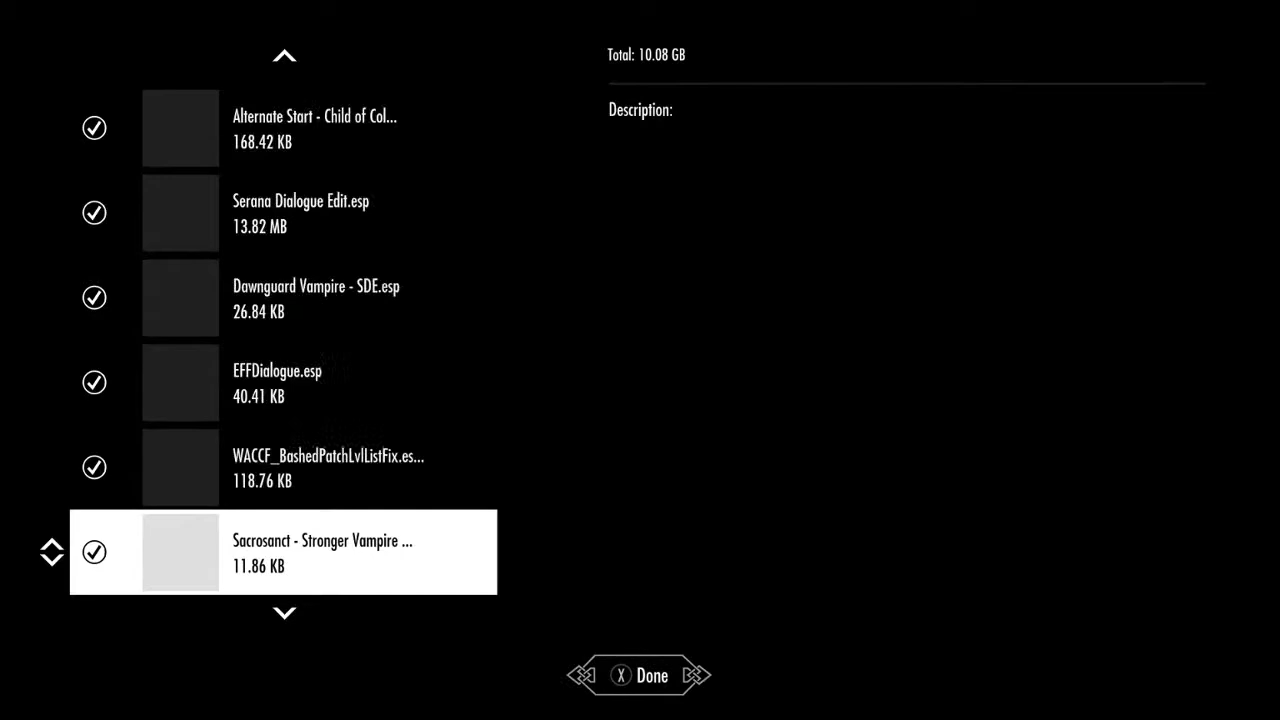 Total: 10.08 GB
Description:
Alternate Start - Child of Col...
168.42 KB
Serana Dialogue Edit.esp
13.82 MB
Dawnguard Vampire - SDE.esp
26.84 KB
EFFDialogue.esp
40.41 KB
WACCF_BashedPatchLvlListFix.es...
118.76 KB
Sacrosanct - Stronger Vampire ...
11.86 KB
X Done